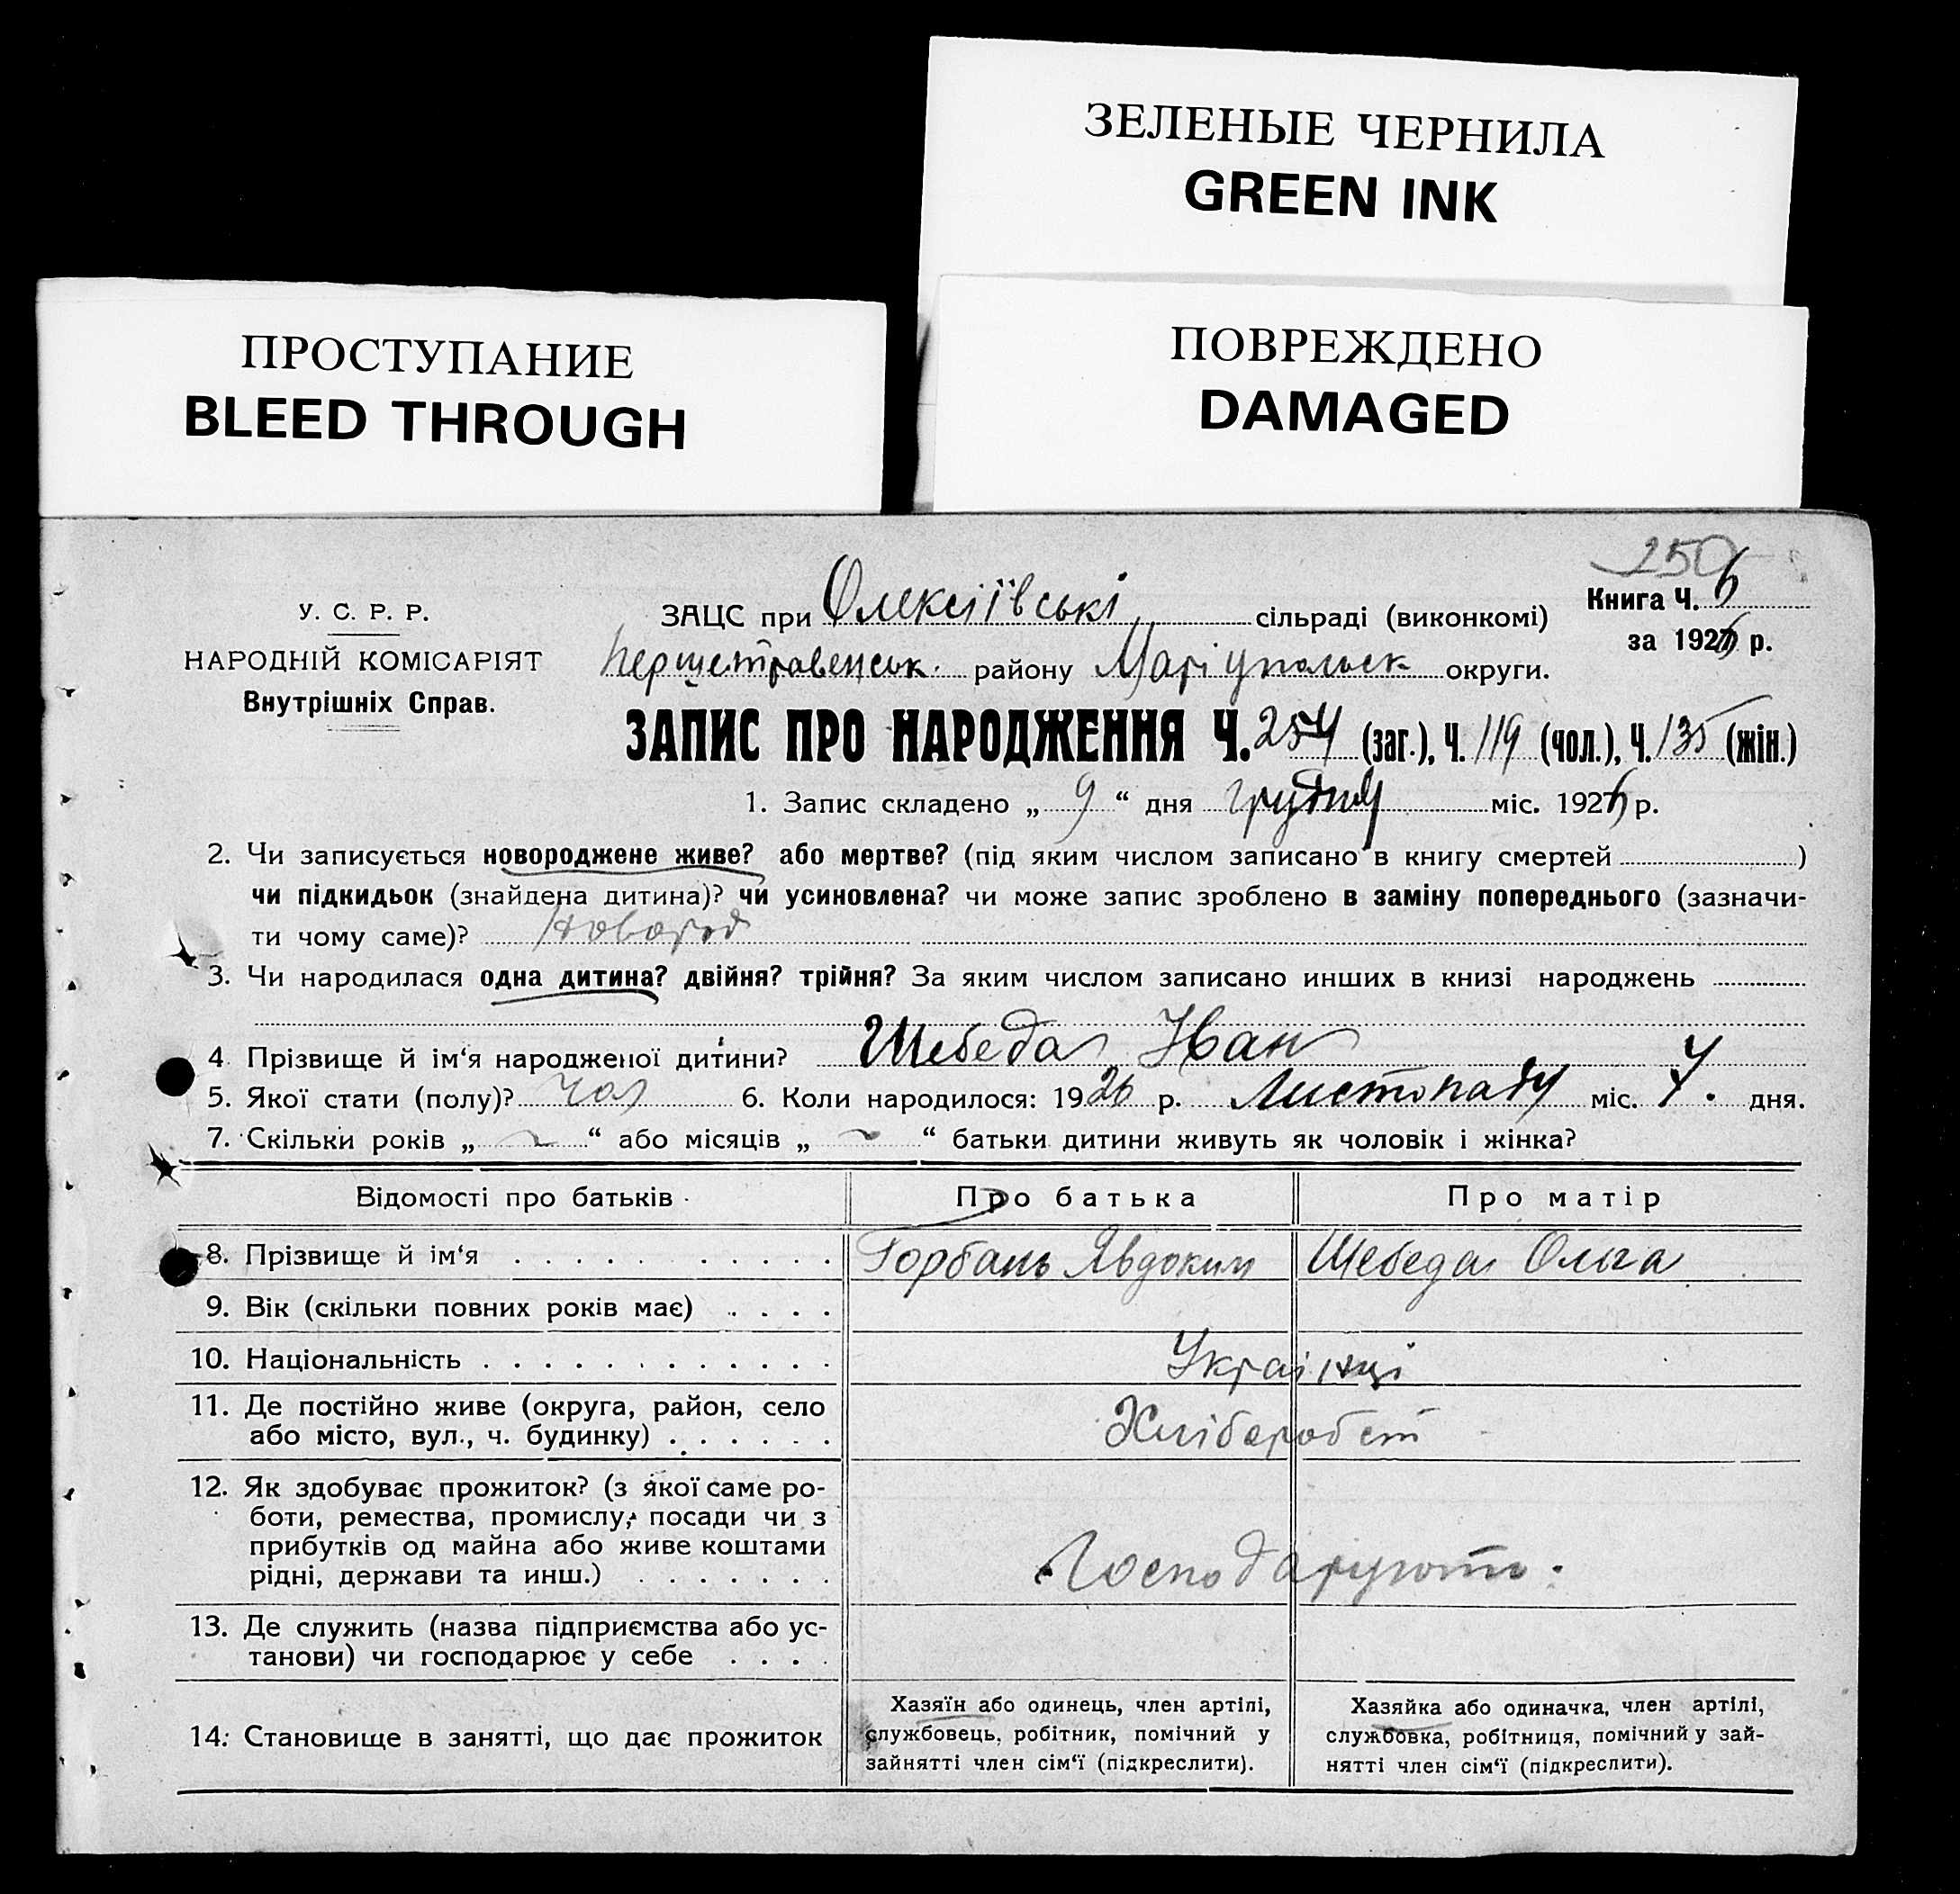 ЗЕЛЕНЫЕ ЧЕРНИЛА
GREEN INK
ПРОСТУПАНИЕ
BLEED THROUGH
ПОВРЕЖДЕНО
DAMAGED
250
У. С. Р. Р.
НАРОДНІЙ КОМІСАРІЯТ
Внутрішніх Справ.
ЗАЦС при Олексіївські сільраді (виконкомі)
Книга Ч. 6
за 1926 р.
Першетравенськ. району Маріупольск округи.
ЗАПИС ПРО НАРОДЖЕННЯ Ч. 254 (заг.), Ч. 119 (чол.), Ч. 135 (жін.)
1. Запис складено „ 9 “ дня грудня міс. 1926 р.
2. Чи записується новороджене живе? або мертве? (під яким числом записано в книгу смертей )
чи підкидьок (знайдена дитина)? чи усиновлена? чи може запис зроблено в заміну попереднього (зазначи-
ти чому саме)? Новород
3. Чи народилася одна дитина? двійня? трійня? За яким числом записано инших в книзі народжень
4 Прізвище й ім‘я народженої дитини? Шебеда Іван
5. Якої стати (полу)? чол 6. Коли народилося: 1926 р. Листопаду міс. дня.
7. Скільки років „ “ або місяців „ “ батьки дитини живуть як чоловік і жінка?
Відомості про батьків Про батька Про матір
8. Прізвище й ім‘я . . . . . . . . . . . Горбань Явдоким Шебеда Ольга
9. Вік (скільки повних років має) . . . .
10. Національність . . . . . . . . . . . . Українці
11. Де постійно живе (округа, район, село
або місто, вул., ч. будинку) . . . . . . Хліборобст
12. Як здобуває прожиток? (з якої саме ро-
боти, ремества, промислу, посади чи з
прибутків од майна або живе коштами
рідні, держави та инш.) . . . . . . . Господарують.
13. Де служить (назва підприємства або ус-
танови) чи господарює у себе . . . .
14. Становище в занятті, що дає прожиток
Хазяїн або одинець, член артілі,
службовець, робітник, помічний у
зайнятті член сім‘ї (підкреслити).
Хазяйка або одиначка, член артілі,
службовка, робітниця, помічний у зай-
нятті член сім‘ї (підкреслити).